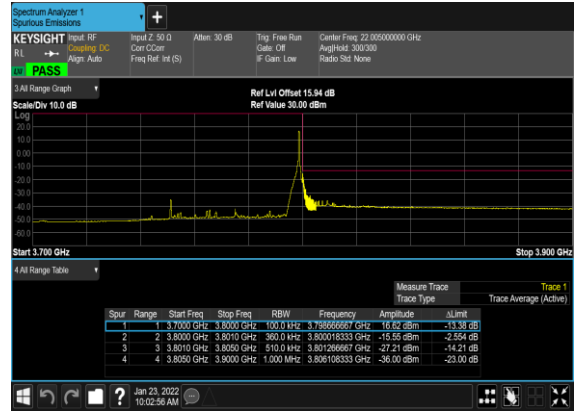 Spectrum Analyzer 1
Spurious Emissions
KEYSIGHT Input: RF Input Z: 50 Ω Atten: 30 dB Trig: Free Run Center Freq: 22.005000000 GHz
RL Coupling: DC Corr CCorr Gate: Off Avg|Hold: 300/300
Align: Auto Freq Ref: Int (S) IF Gain: Low Radio Std: None
PASS
3 All Range Graph
Ref Lvl Offset 15.94 dB
Scale/Div 10.0 dB Ref Value 30.00 dBm
Log
20.0
10.0
0.00
-10.0
-20.0
-30.0
-40.0
-50.0
-60.0
Start 3.700 GHz Stop 3.900 GHz
4 All Range Table
Measure Trace Trace 1
Trace Type Trace Average (Active)
Spur Range Start Freq Stop Freq RBW Frequency Amplitude ΔLimit
1 1 3.7000 GHz 3.8000 GHz 100.0 kHz 3.798666667 GHz 16.62 dBm -13.38 dB
2 2 3.8000 GHz 3.8010 GHz 360.0 kHz 3.800018333 GHz -15.55 dBm -2.554 dB
3 3 3.8010 GHz 3.8050 GHz 510.0 kHz 3.801266667 GHz -27.21 dBm -14.21 dB
4 4 3.8050 GHz 3.9000 GHz 1.000 MHz 3.806108333 GHz -36.00 dBm -23.00 dB
Jan 23, 2022
10:02:56 AM